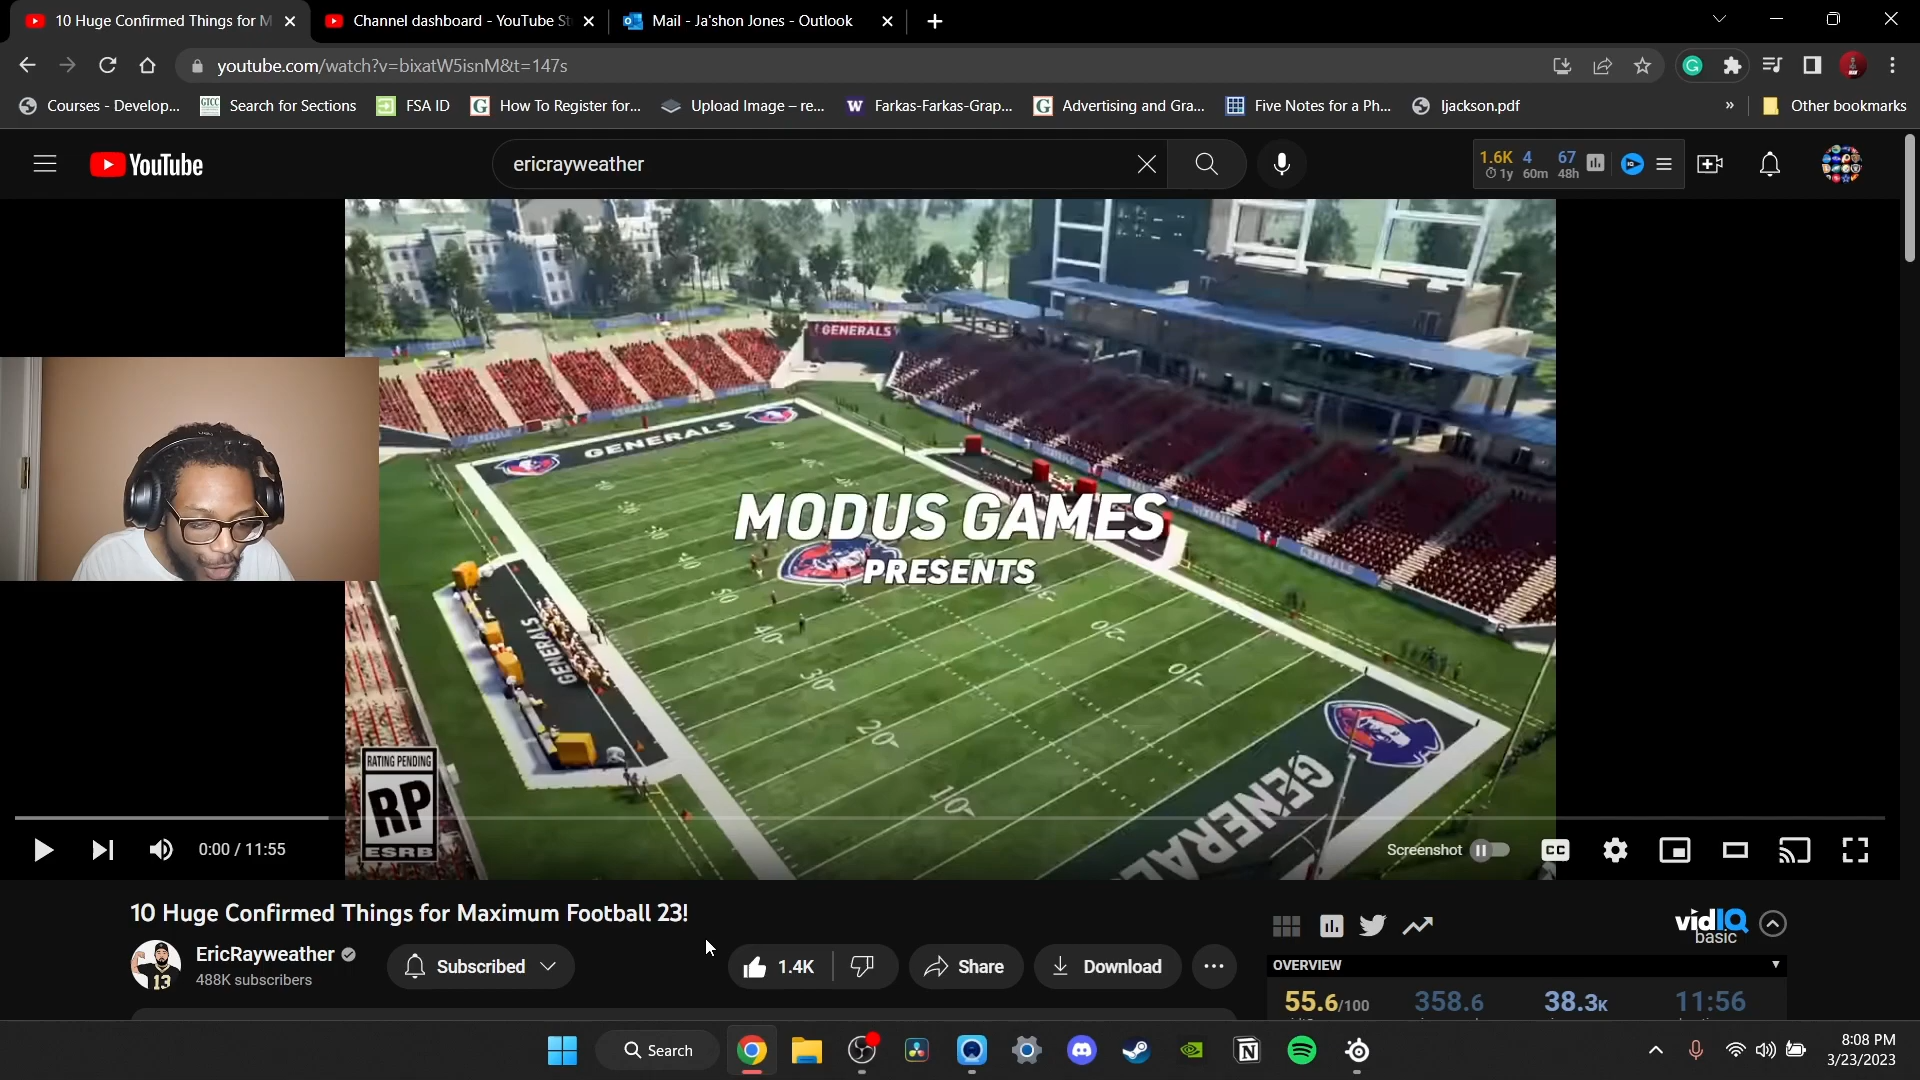 10 Huge Confirmed Things for M
Channel dashboard - YouTube St
Mail - Ja'shon Jones - Outlook
youtube.com/watch?v=bixatW5isnM&t=147s
Courses - Develop...
GTCC
Search for Sections
FSA ID
How To Register for...
Upload Image – re...
Farkas-Farkas-Grap...
Advertising and Gra...
Five Notes for a Ph...
ljackson.pdf
Other bookmarks
YouTube
ericrayweather
1.6K 4 67
1y 60m 48h
GENERALS
GENERALS
MODUS GAMES
PRESENTS
GENERALS
GENERALS
RATING PENDING
RP
ESRB
0:00 / 11:55
Screenshot
CC
10 Huge Confirmed Things for Maximum Football 23!
EricRayweather
488K subscribers
Subscribed
1.4K
Share
Download
vidIQ
basic
OVERVIEW
55.6/100 358.6 38.3K 11:56
Search
8:08 PM
3/23/2023